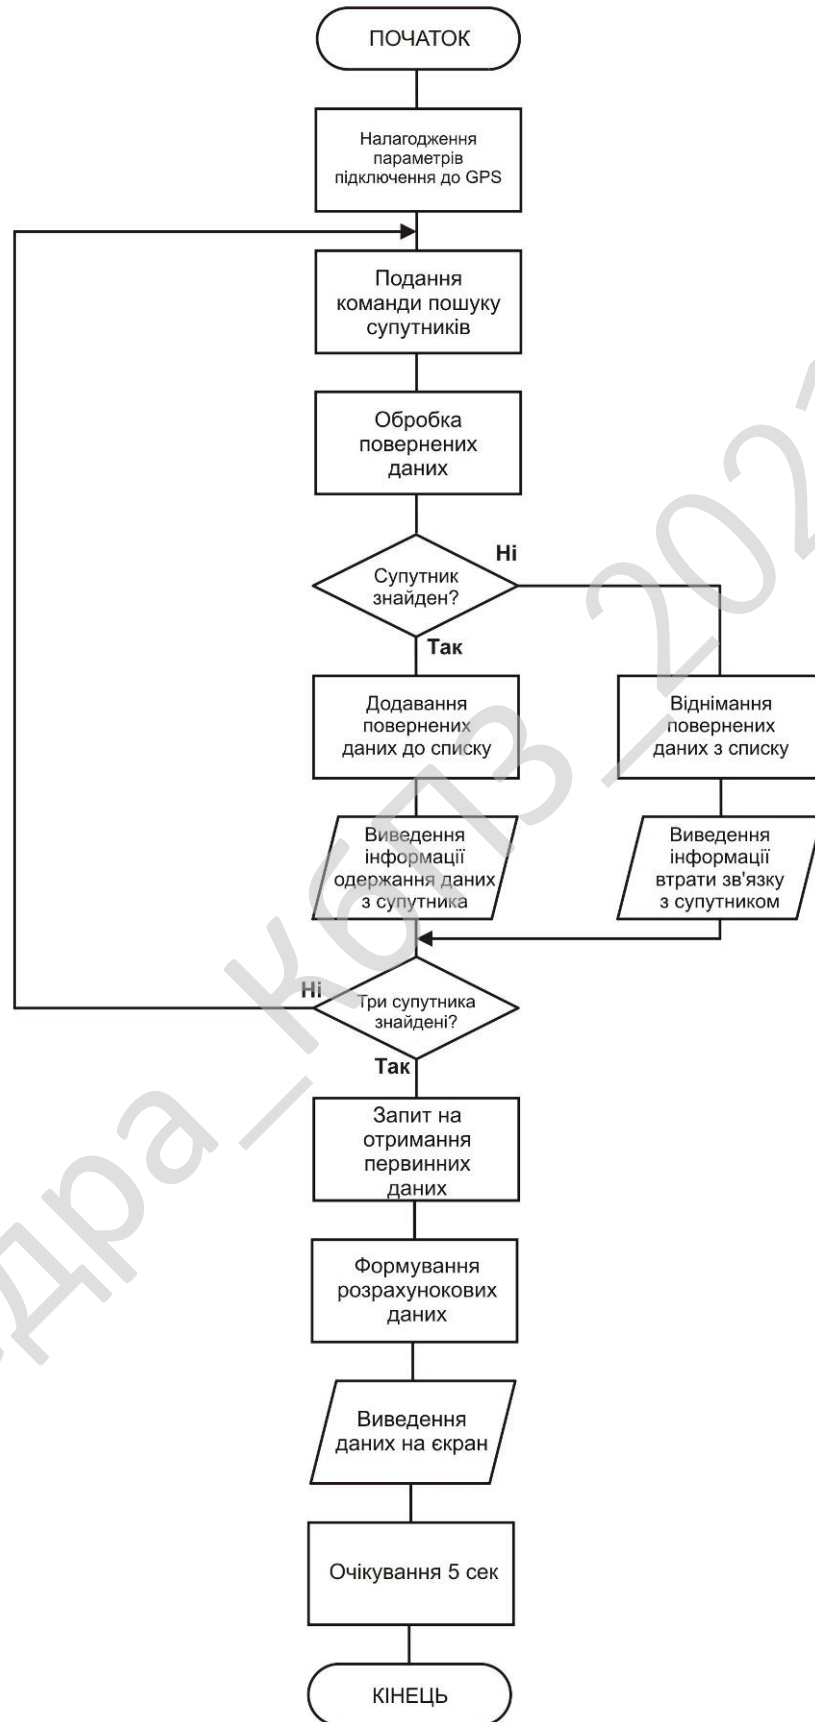 ПОЧАТОК
Налагодження
параметрів
підключення до GPS
Подання
команди пошуку
супутників
Обробка
повернених
даних
Ні
Супутник
знайден?
Так
Додавання
повернених
даних до списку
Віднімання
повернених
даних з списку
Виведення
інформації
одержання даних
з супутника
Виведення
інформації
втрати зв'язку
з супутником
Ні
Три супутника
знайдені?
Так
Запит на
отримання
первинних
даних
Формування
розрахунокових
даних
Виведення
даних на єкран
Очікування 5 сек
КІНЕЦЬ